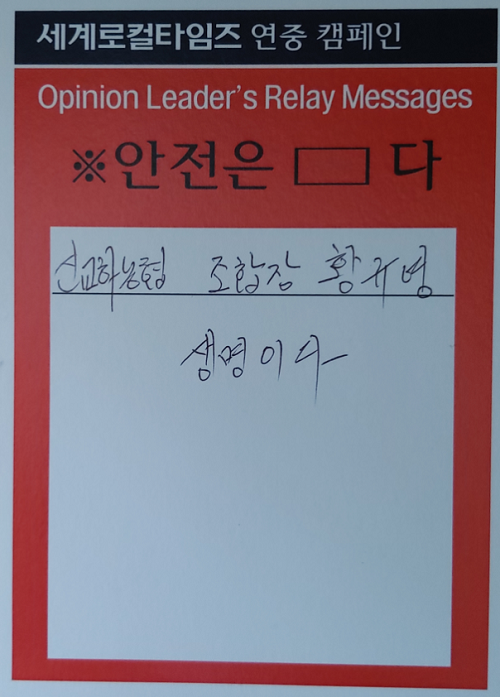 세계로컬타임즈 연중 캠페인
Opinion Leader's Relay Messages
※안전은 ▭ 다
신교하농협 조합장 황규영
생명이다